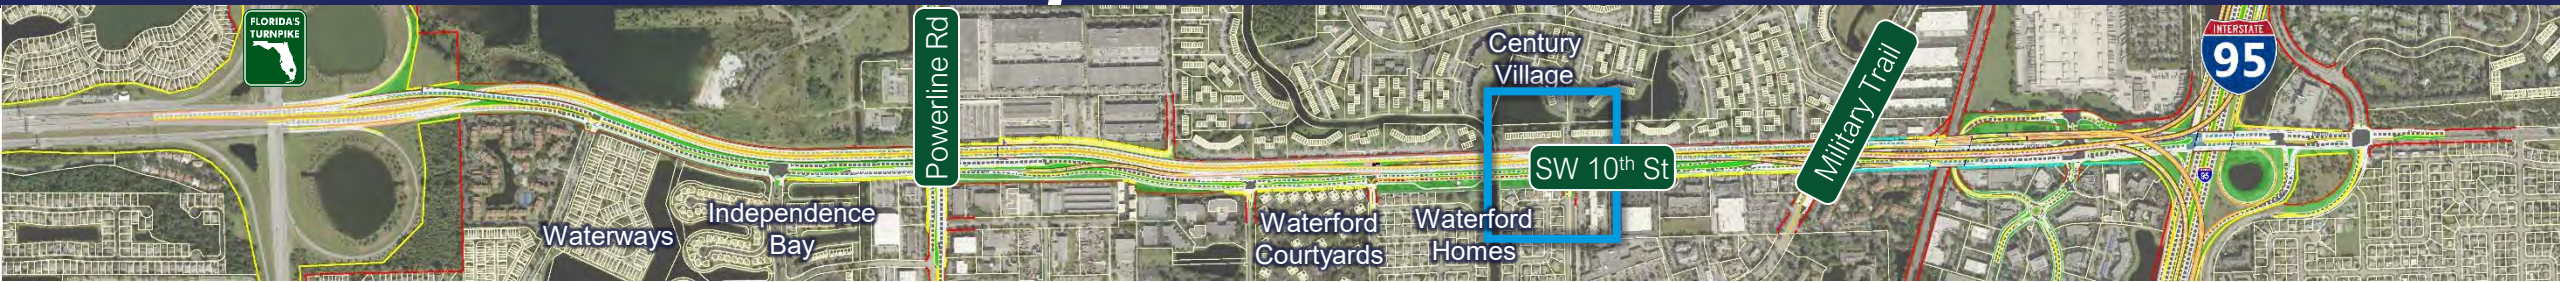 FLORIDA'S
TURNPIKE
Powerline Rd
Century
Village
Military Trail
INTERSTATE
95
SW 10th St
Independence
Bay
Waterways
Waterford
Courtyards
Waterford
Homes
95